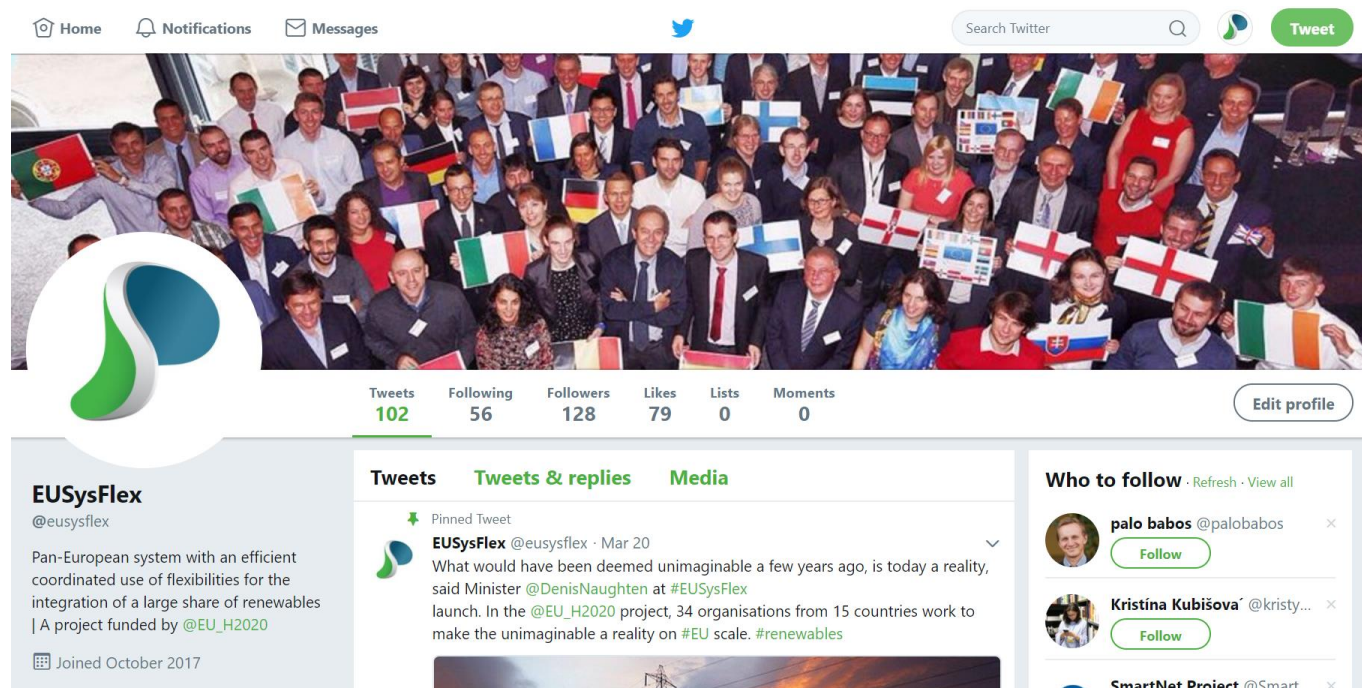 Home
Notifications
Messages
Search Twitter
Tweet
Tweets
Following
Followers
Likes
Lists
Moments
102
56
128
79
0
0
Edit profile
EUSysFlex
@eusysflex
Pan-European system with an efficient
coordinated use of flexibilities for the
integration of a large share of renewables
| A project funded by @EU_H2020
Joined October 2017
Tweets
Tweets & replies
Media
Pinned Tweet
EUSysFlex @eusysflex · Mar 20
What would have been deemed unimaginable a few years ago, is today a reality,
said Minister @DenisNaughten at #EUSysFlex
launch. In the @EU_H2020 project, 34 organisations from 15 countries work to
make the unimaginable a reality on #EU scale. #renewables
Who to follow · Refresh · View all
palo babos @palobabos
Follow
Kristína Kubišova´ @kristy...
Follow
SmartNet Project @Smart